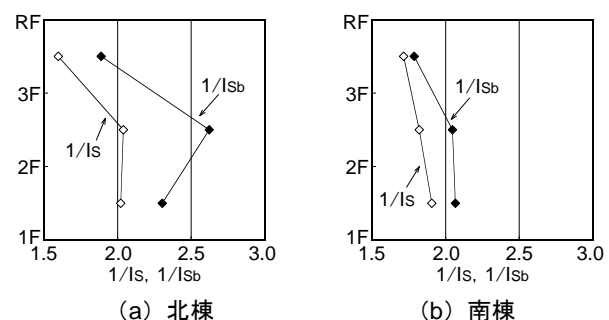 RF
3F
2F
1F
1/Is
1/Isb
1.5 2.0 2.5 3.0
1/Is, 1/Isb
(a) 北棟
RF
3F
2F
1F
1/Isb
1/Is
1.5 2.0 2.5 3.0
1/Is, 1/Isb
(b) 南棟